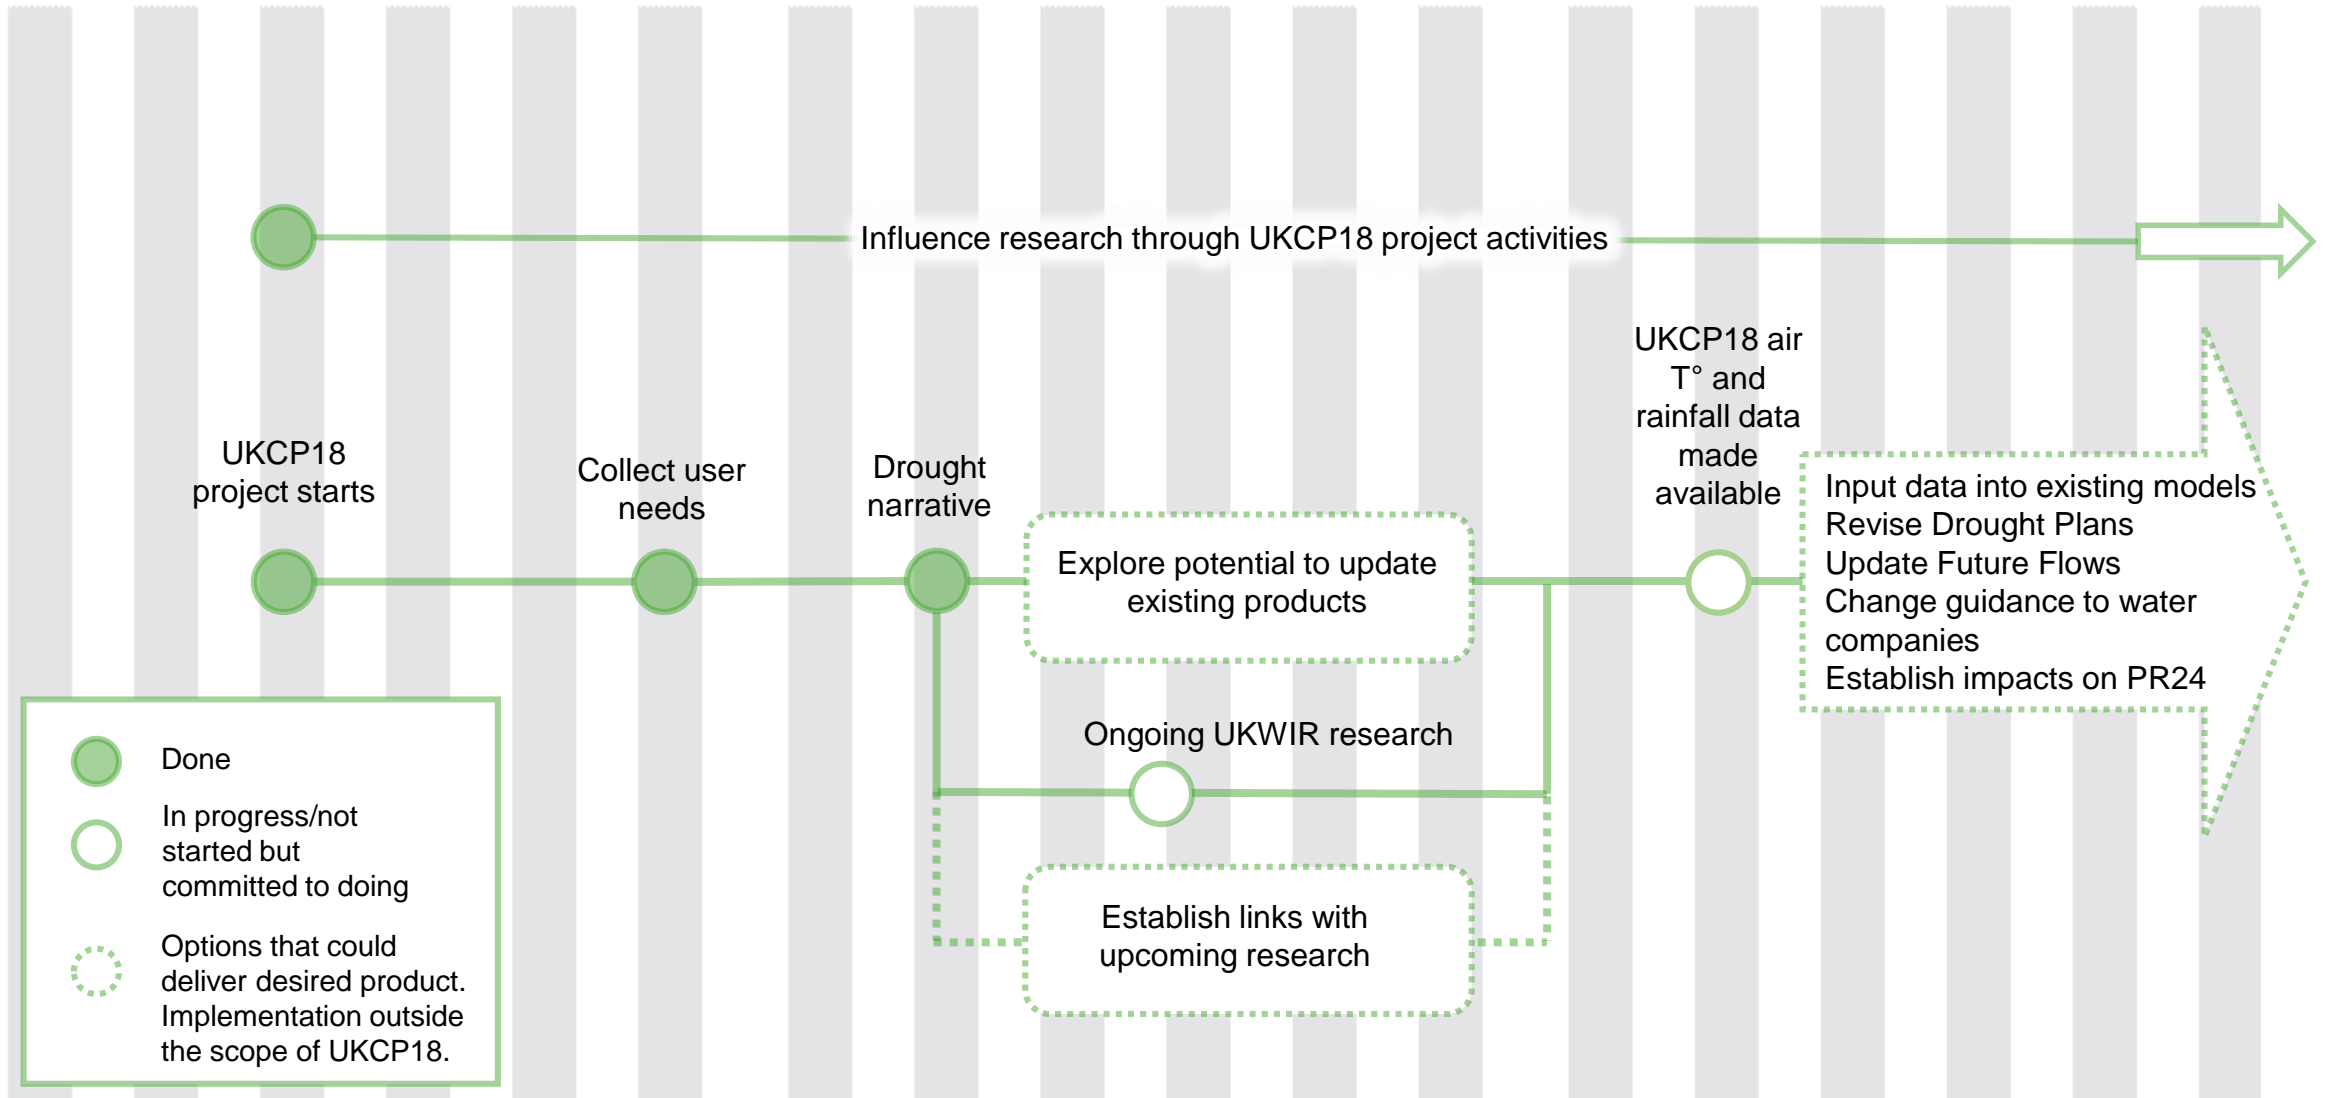 Influence research through UKCP18 project activities
UKCP18 air
T° and
rainfall data
made
available
UKCP18
project starts
Collect user
needs
Drought
narrative
Explore potential to update
existing products
Input data into existing models
Revise Drought Plans
Update Future Flows
Change guidance to water
companies
Establish impacts on PR24
Ongoing UKWIR research
Establish links with
upcoming research
Done
In progress/not
started but
committed to doing
Options that could
deliver desired product.
Implementation outside
the scope of UKCP18.